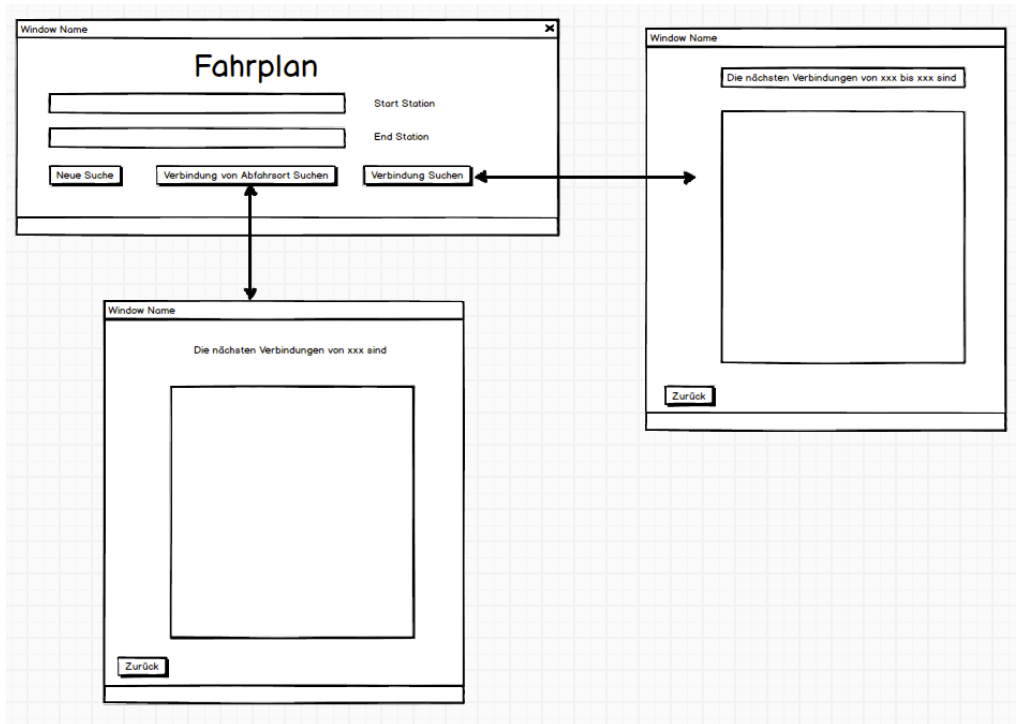 Window Name
Fahrplan
Start Station
End Station
Neue Suche
Verbindung von Abfahrsort Suchen
Verbindung Suchen
Window Name
Die nächsten Verbindungen von xxx bis xxx sind
Zurück
Window Name
Die nächsten Verbindungen von xxx sind
Zurück